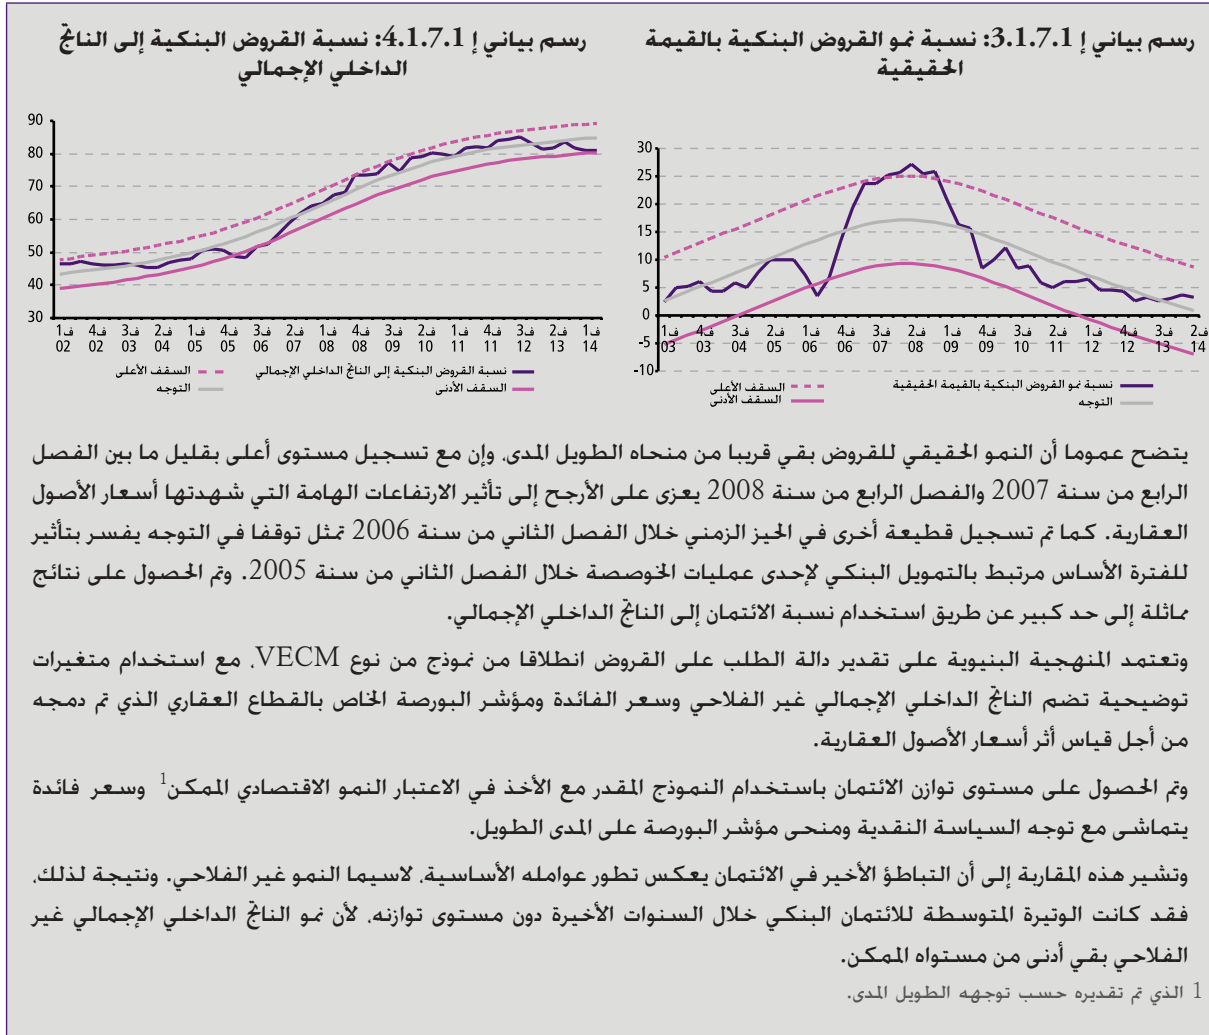 رسم بياني إ 3.1.7.1: نسبة نمو القروض البنكية بالقيمة
الحقيقية
30
25
20
15
10
5
0
-5
-10
ف1 ف4 ف3 ف2 ف1 ف4 ف3 ف2 ف1 ف4 ف3 ف2 ف1 ف4 ف3 ف2
03 03 04 05 06 06 07 08 09 09 10 11 12 12 13 14
نسبة نمو القروض البنكية بالقيمة الحقيقية
السقف الأعلى
التوجه
السقف الأدنى
رسم بياني إ 4.1.7.1: نسبة القروض البنكية إلى الناتج
الداخلي الإجمالي
90
80
70
60
50
40
30
ف1 ف4 ف3 ف2 ف1 ف4 ف3 ف2 ف1 ف4 ف3 ف2 ف1 ف4 ف3 ف2 ف1
02 02 03 04 05 05 06 07 08 08 09 10 11 11 12 13 14
نسبة القروض البنكية إلى الناتج الداخلي الإجمالي
السقف الأعلى
السقف الأدنى
التوجه
يتضح عموما أن النمو الحقيقي للقروض بقي قريبا من منحاه الطويل المدى، وإن مع تسجيل مستوى أعلى بقليل ما بين الفصل
الرابع من سنة 2007 والفصل الرابع من سنة 2008 يعزى على الأرجح إلى تأثير الارتفاعات الهامة التي شهدتها أسعار الأصول
العقارية. كما تم تسجيل قطيعة أخرى في الحيز الزمني خلال الفصل الثاني من سنة 2006 تمثل توقفا في التوجه يفسر بتأثير
للفترة الأساس مرتبط بالتمويل البنكي لإحدى عمليات الخوصصة خلال الفصل الثاني من سنة 2005. وتم الحصول على نتائج
مماثلة إلى حد كبير عن طريق استخدام نسبة الائتمان إلى الناتج الداخلي الإجمالي.
وتعتمد المنهجية البنيوية على تقدير دالة الطلب على القروض انطلاقا من نموذج من نوع VECM، مع استخدام متغيرات
توضيحية تضم الناتج الداخلي الإجمالي غير الفلاحي وسعر الفائدة ومؤشر البورصة الخاص بالقطاع العقاري الذي تم دمجه
من أجل قياس أثر أسعار الأصول العقارية.
وتم الحصول على مستوى توازن الائتمان باستخدام النموذج المقدر مع الأخذ في الاعتبار النمو الاقتصادي الممكن1 وسعر فائدة
يتماشى مع توجه السياسة النقدية ومنحى مؤشر البورصة على المدى الطويل.
وتشير هذه المقاربة إلى أن التباطؤ الأخير في الائتمان يعكس تطور عوامله الأساسية، لاسيما النمو غير الفلاحي. ونتيجة لذلك،
فقد كانت الوتيرة المتوسطة للائتمان البنكي خلال السنوات الأخيرة دون مستوى توازنه، لأن نمو الناتج الداخلي الإجمالي غير
الفلاحي بقي أدنى من مستواه الممكن.
1 الذي تم تقديره حسب توجهه الطويل المدى.